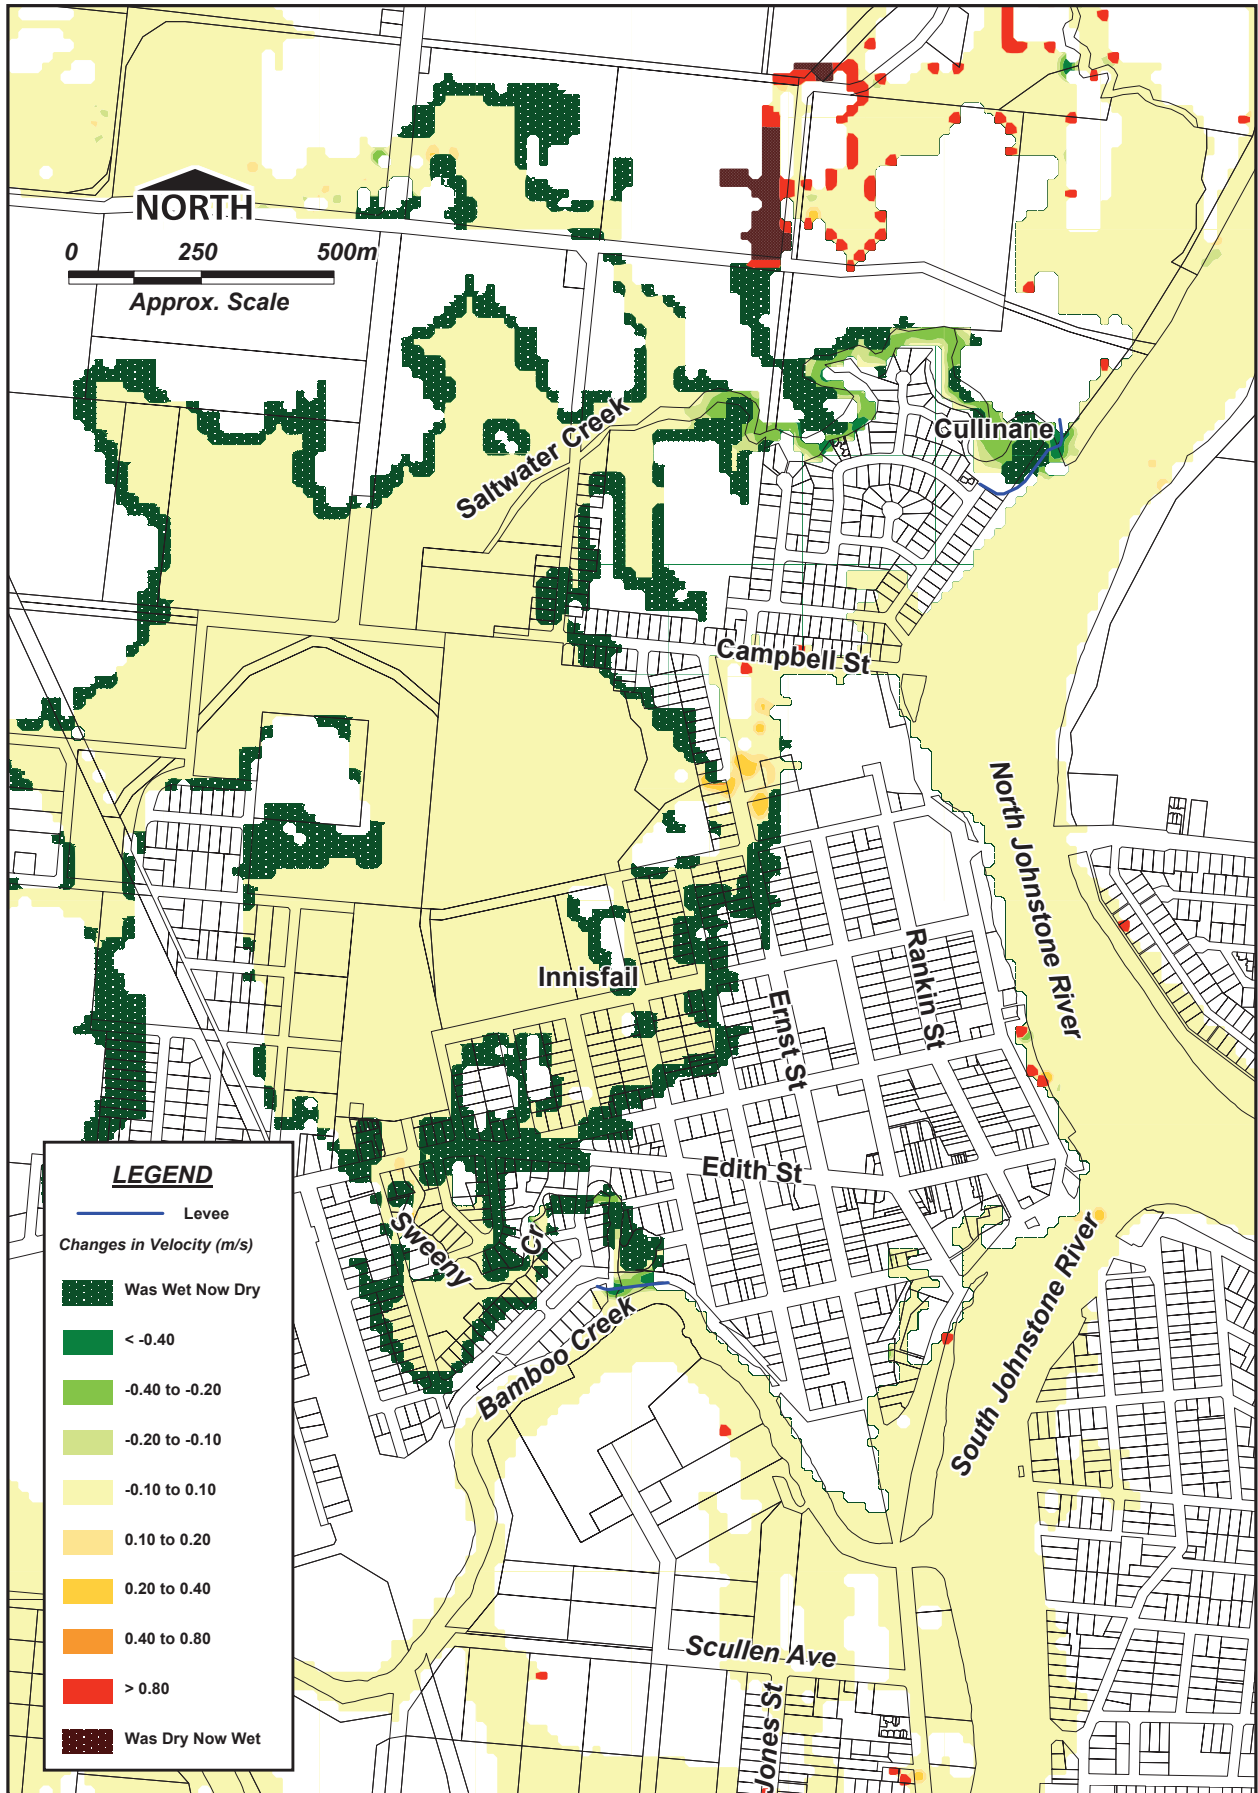 NORTH
0 250 500m
Approx. Scale
Saltwater Creek
Cullinane
Campbell St
North Johnstone River
Innisfail
Rankin St
Ernst St
Edith St
Sweeny
Cr.
Bamboo Creek
South Johnstone River
Scullen Ave
Jones St
LEGEND
Levee
Changes in Velocity (m/s)
Was Wet Now Dry
< -0.40
-0.40 to -0.20
-0.20 to -0.10
-0.10 to 0.10
0.10 to 0.20
0.20 to 0.40
0.40 to 0.80
> 0.80
Was Dry Now Wet